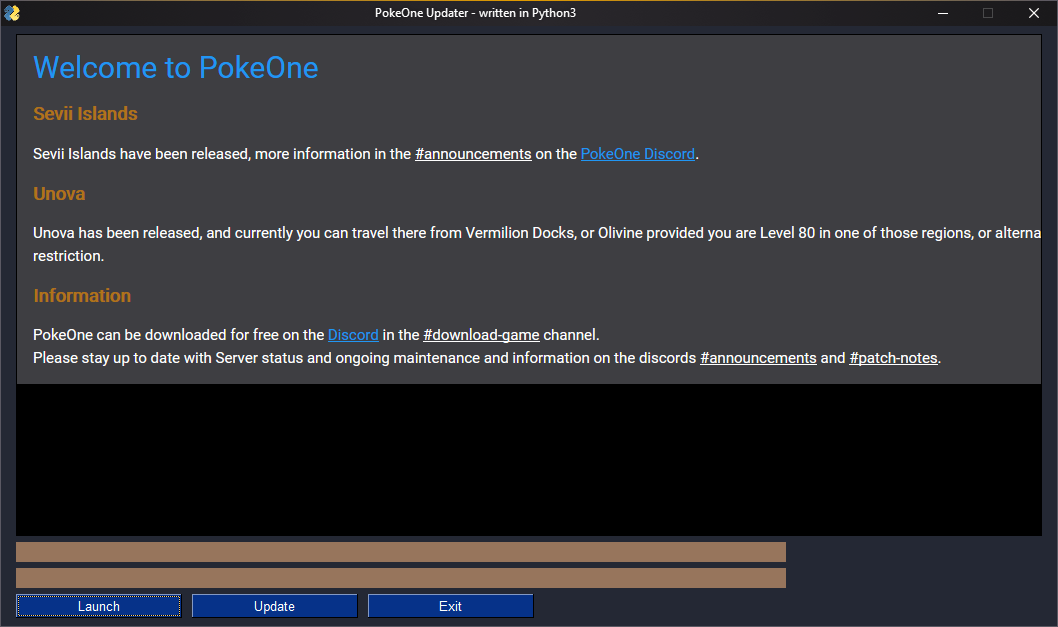 PokeOne Updater - written in Python3
Welcome to PokeOne
Sevii Islands
Sevii Islands have been released, more information in the #announcements on the PokeOne Discord.
Unova
Unova has been released, and currently you can travel there from Vermilion Docks, or Olivine provided you are Level 80 in one of those regions, or alterna
restriction.
Information
PokeOne can be downloaded for free on the Discord in the #download-game channel.
Please stay up to date with Server status and ongoing maintenance and information on the discords #announcements and #patch-notes.
Launch Update Exit